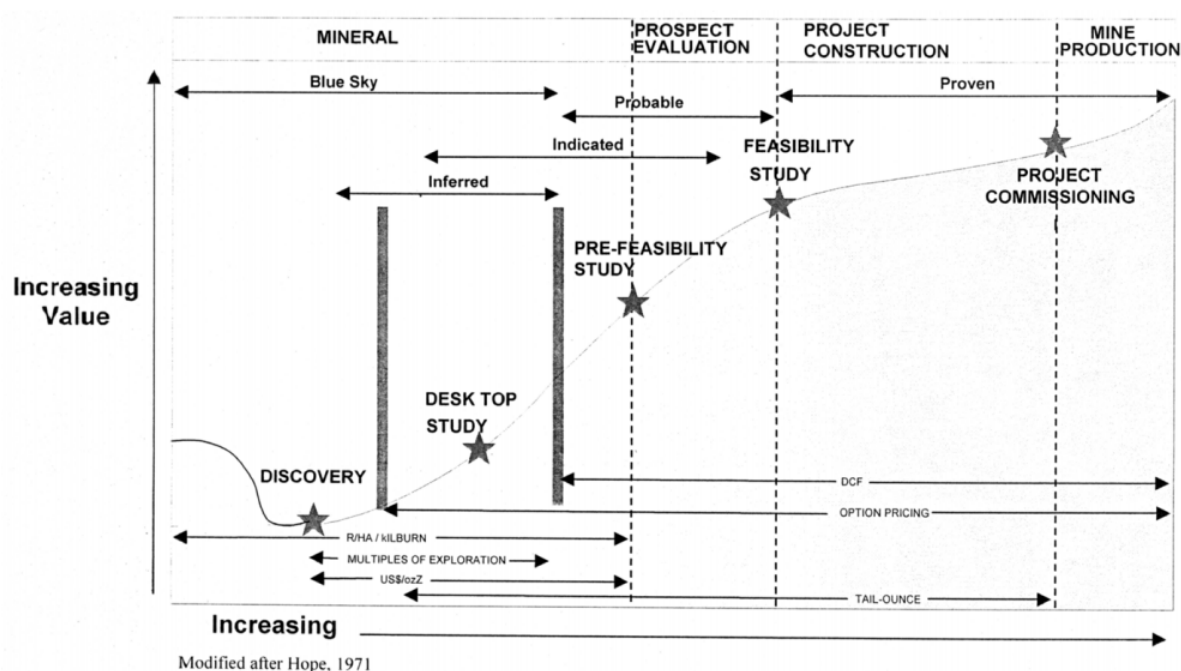 MINERAL
PROSPECT
EVALUATION
PROJECT
CONSTRUCTION
MINE
PRODUCTION
Blue Sky
Proven
Probable
Indicated
Inferred
FEASIBILITY
STUDY
PROJECT
COMMISSIONING
PRE-FEASIBILITY
STUDY
Increasing
Value
DESK TOP
STUDY
DISCOVERY
DCF
OPTION PRICING
R/HA / kILBURN
MULTIPLES OF EXPLORATION
US$/ozZ
TAIL-OUNCE
Increasing
Modified after Hope, 1971